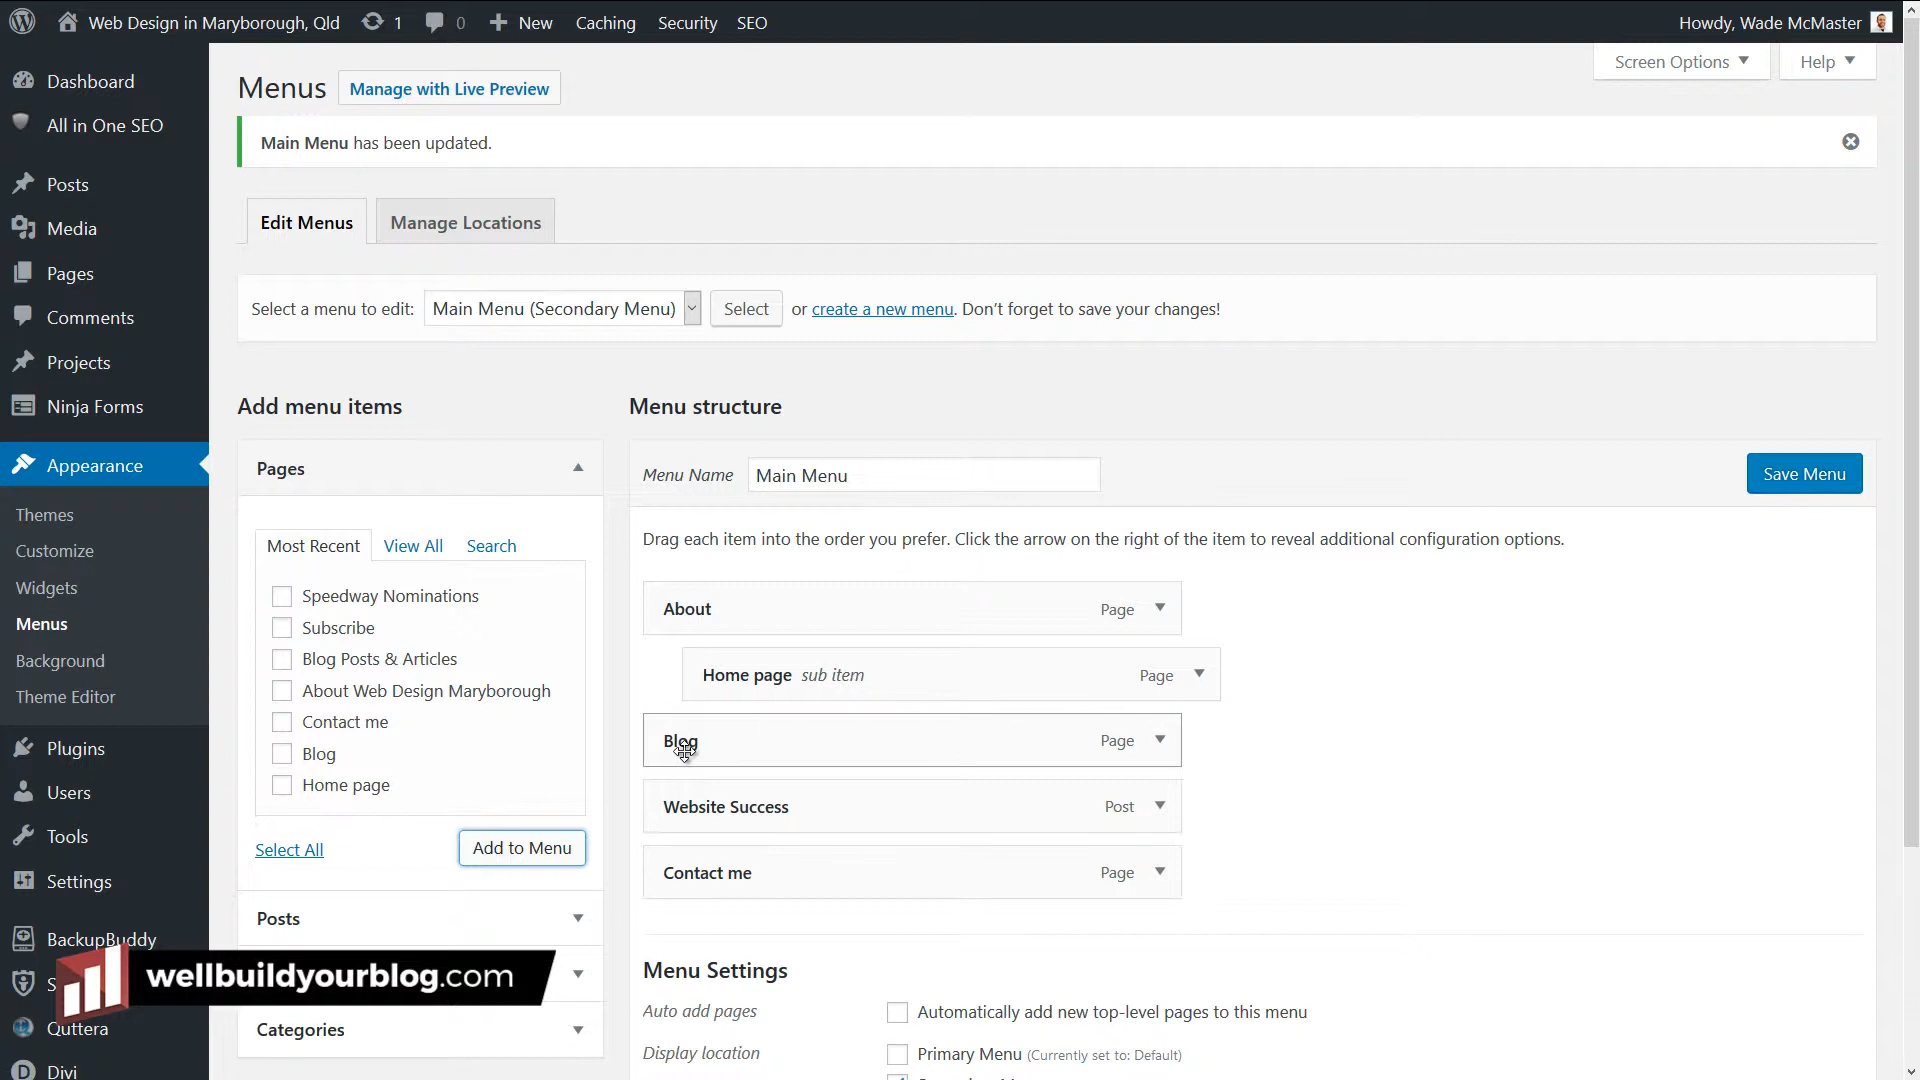 Web Design in Maryborough, Qld 1 0 New Caching Security SEO Howdy, Wade McMaster
Screen Options Help
Dashboard
All in One SEO
Posts
Media
Pages
Comments
Projects
Ninja Forms
Appearance
Themes
Customize
Widgets
Menus
Background
Theme Editor
Plugins
Users
Tools
Settings
BackupBuddy
S
Quttera
Divi
Menus Manage with Live Preview
Main Menu has been updated.
Edit Menus Manage Locations
Select a menu to edit: Main Menu (Secondary Menu) Select or create a new menu. Don't forget to save your changes!
Add menu items
Pages
Most Recent View All Search
Speedway Nominations
Subscribe
Blog Posts & Articles
About Web Design Maryborough
Contact me
Blog
Home page
Select All Add to Menu
Posts
Categories
Menu structure
Menu Name Main Menu Save Menu
Drag each item into the order you prefer. Click the arrow on the right of the item to reveal additional configuration options.
About Page
Home page sub item Page
Blog Page
Website Success Post
Contact me Page
Menu Settings
Auto add pages Automatically add new top-level pages to this menu
Display location Primary Menu (Currently set to: Default)
wellbuildyourblog.com